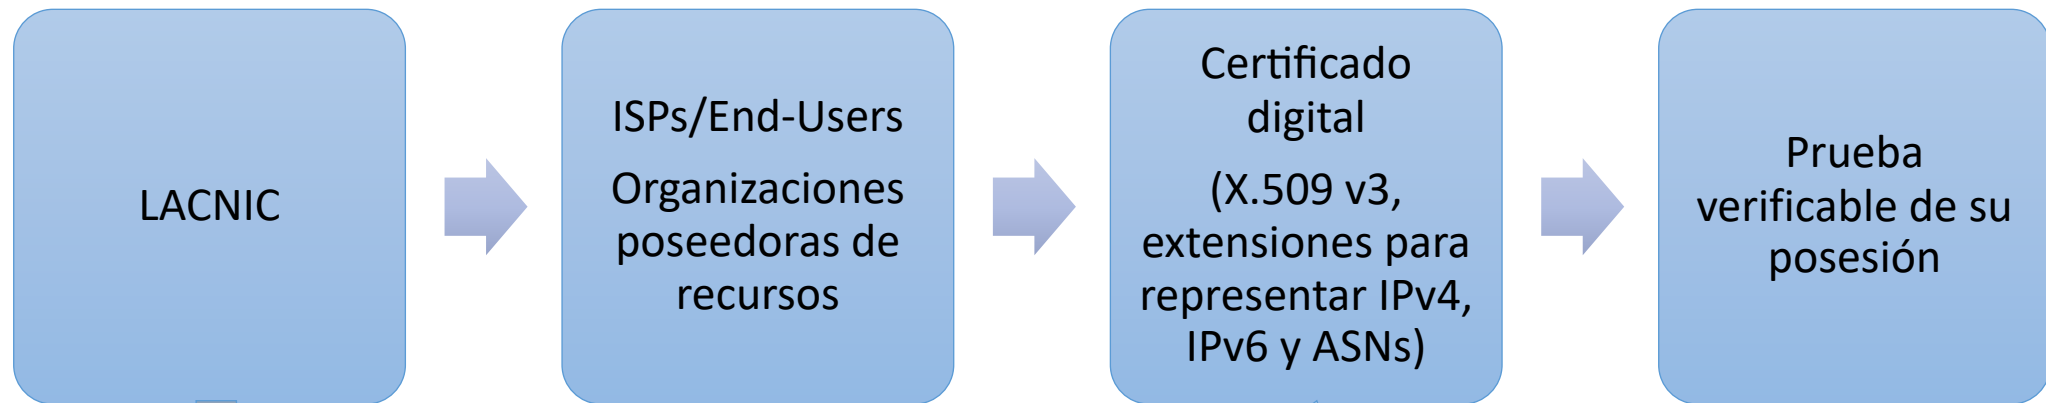 LACNIC
ISPs/End-Users
Organizaciones
poseedoras de
recursos
Certificado
digital
(X.509 v3,
extensiones para
representar IPv4,
IPv6 y ASNs)
Prueba
verificable de su
posesión